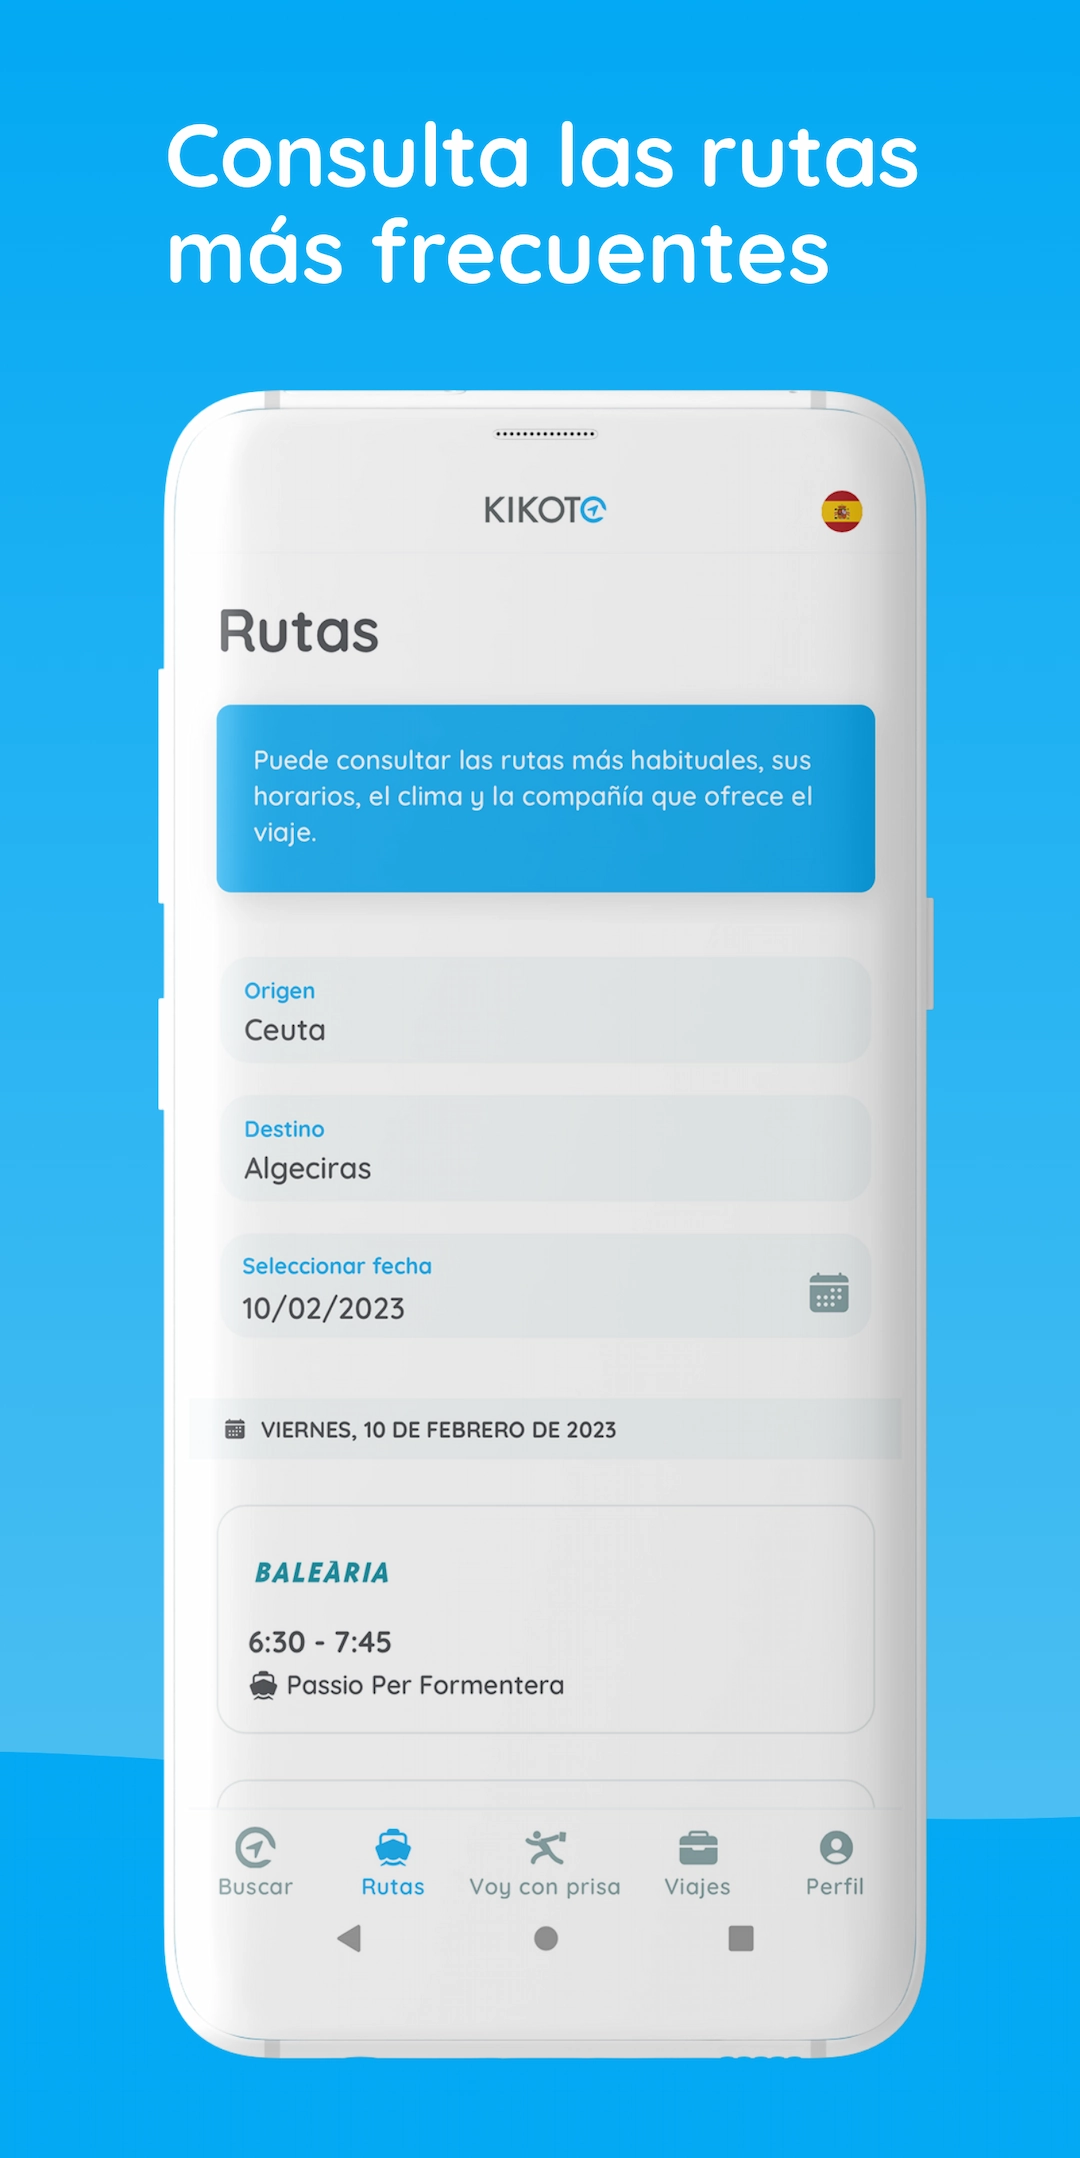 Consulta las rutas
más frecuentes
KIKOTO
Rutas
Puede consultar las rutas más habituales, sus
horarios, el clima y la compañía que ofrece el
viaje.
Origen
Ceuta
Destino
Algeciras
Seleccionar fecha
10/02/2023
VIERNES, 10 DE FEBRERO DE 2023
BALEÀRIA
6:30 - 7:45
Passio Per Formentera
Buscar
Rutas
Voy con prisa
Viajes
Perfil